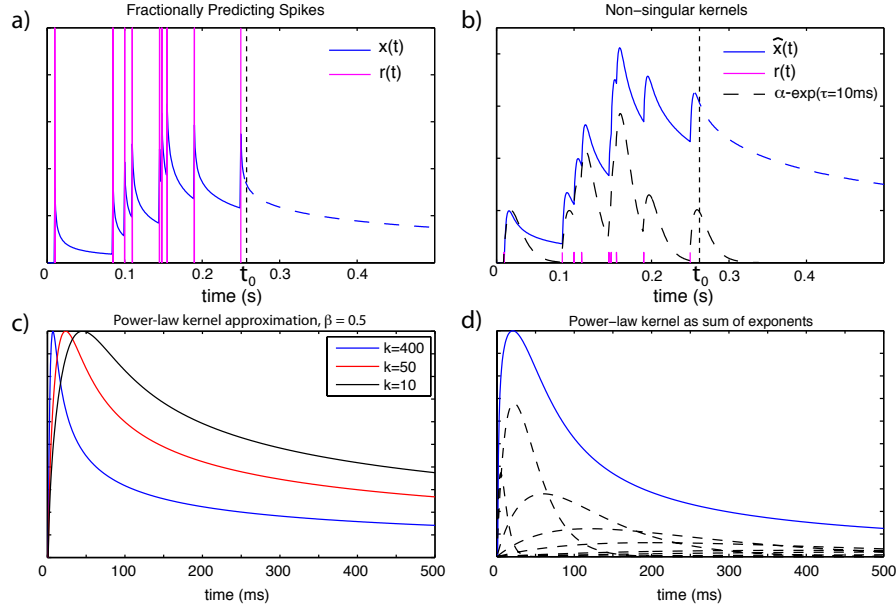 a)
Fractionally Predicting Spikes
x(t)
r(t)
0
0.1
0.2
t₀
0.3
0.4
time (s)
b)
Non-singular kernels
x̂(t)
r(t)
α-exp(τ=10ms)
0
0.1
0.2
t₀
0.3
0.4
time (s)
c)
Power-law kernel approximation, β = 0.5
k=400
k=50
k=10
0
100
200
300
400
500
time (ms)
d)
Power-law kernel as sum of exponents
0
100
200
300
400
500
time (ms)